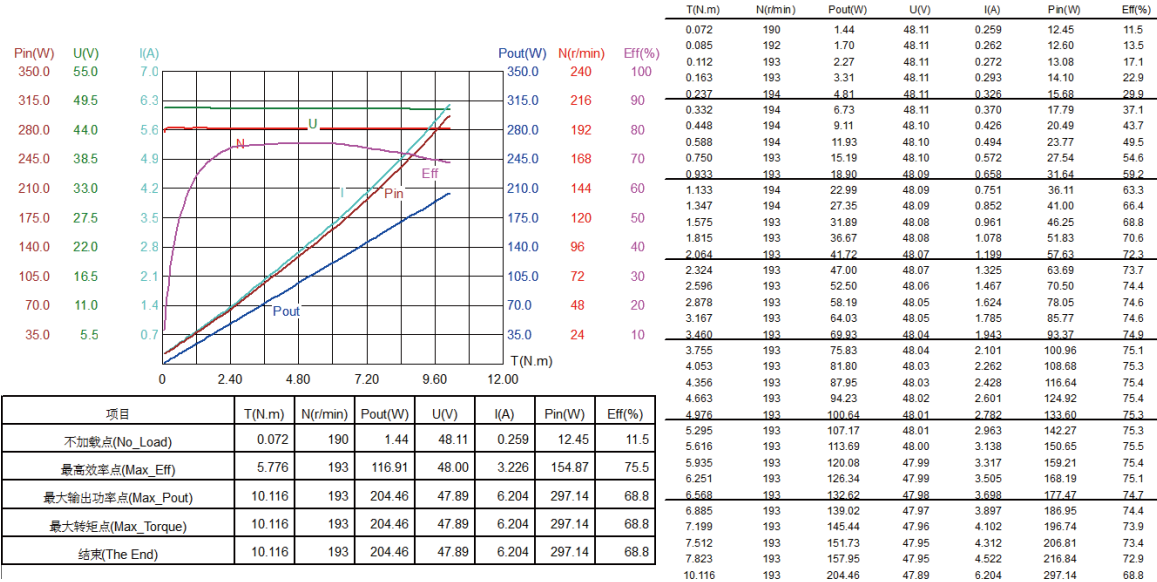 Pin(W) U(V) I(A) Pout(W) N(r/min) Eff(%)
350.0 55.0 7.0 350.0 240 100
315.0 49.5 6.3 315.0 216 90
280.0 44.0 5.6 280.0 192 80
245.0 38.5 4.9 245.0 168 70
210.0 33.0 4.2 210.0 144 60
175.0 27.5 3.5 175.0 120 50
140.0 22.0 2.8 140.0 96 40
105.0 16.5 2.1 105.0 72 30
70.0 11.0 1.4 70.0 48 20
35.0 5.5 0.7 35.0 24 10
U
N
Eff
I Pin
Pout
T(N.m)
0 2.40 4.80 7.20 9.60 12.00
项目 T(N.m) N(r/min) Pout(W) U(V) I(A) Pin(W) Eff(%)
不加载点(No_Load) 0.072 190 1.44 48.11 0.259 12.45 11.5
最高效率点(Max_Eff) 5.776 193 116.91 48.00 3.226 154.87 75.5
最大输出功率点(Max_Pout) 10.116 193 204.46 47.89 6.204 297.14 68.8
最大转矩点(Max_Torque) 10.116 193 204.46 47.89 6.204 297.14 68.8
结束(The End) 10.116 193 204.46 47.89 6.204 297.14 68.8
T(N.m) N(r/min) Pout(W) U(V) I(A) Pin(W) Eff(%)
0.072 190 1.44 48.11 0.259 12.45 11.5
0.085 192 1.70 48.11 0.262 12.60 13.5
0.112 193 2.27 48.11 0.272 13.08 17.1
0.163 193 3.31 48.11 0.293 14.10 22.9
0.237 194 4.81 48.11 0.326 15.68 29.9
0.332 194 6.73 48.11 0.370 17.79 37.1
0.448 194 9.11 48.10 0.426 20.49 43.7
0.588 194 11.93 48.10 0.494 23.77 49.5
0.750 194 15.19 48.10 0.572 27.54 54.6
0.933 193 18.90 48.09 0.658 31.64 59.2
1.133 194 22.99 48.09 0.751 36.11 63.3
1.347 194 27.35 48.09 0.852 41.00 66.4
1.575 193 31.89 48.08 0.961 46.25 68.8
1.815 193 36.67 48.08 1.078 51.83 70.6
2.064 193 41.72 48.07 1.199 57.63 72.3
2.324 193 47.00 48.07 1.325 63.69 73.7
2.596 193 52.50 48.06 1.467 70.50 74.4
2.878 193 58.19 48.05 1.624 78.05 74.6
3.167 193 64.03 48.05 1.785 85.77 74.6
3.460 193 69.93 48.04 1.943 93.37 74.9
3.755 193 75.83 48.04 2.101 100.96 75.1
4.053 193 81.80 48.03 2.262 108.68 75.3
4.356 193 87.95 48.03 2.428 116.64 75.4
4.663 193 94.23 48.02 2.601 124.92 75.4
4.976 193 100.64 48.01 2.782 133.60 75.3
5.295 193 107.17 48.01 2.963 142.27 75.3
5.616 193 113.69 48.00 3.138 150.65 75.5
5.935 193 120.08 47.99 3.317 159.21 75.4
6.251 193 126.34 47.99 3.505 168.19 75.1
6.568 193 132.62 47.98 3.698 177.47 74.7
6.885 193 139.02 47.97 3.897 186.95 74.4
7.199 193 145.44 47.96 4.102 196.74 73.9
7.512 193 151.73 47.95 4.312 206.81 73.4
7.823 193 157.95 47.95 4.522 216.84 72.9
10.116 193 204.46 47.89 6.204 297.14 68.8